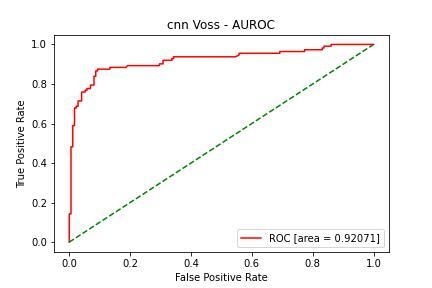 cnn Voss - AUROC
True Positive Rate
1.0
0.8
0.6
0.4
0.2
0.0
ROC [area = 0.92071]
0.0 0.2 0.4 0.6 0.8 1.0
False Positive Rate